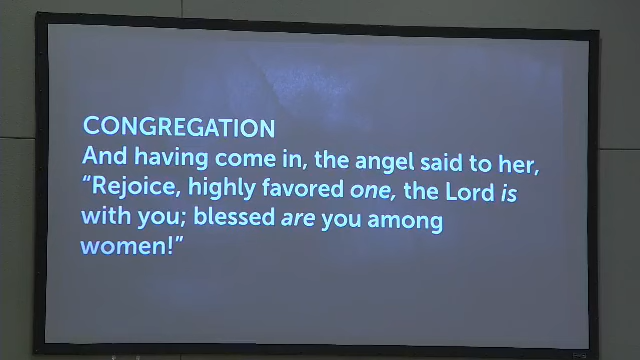 CONGREGATION
And having come in, the angel said to her,
“Rejoice, highly favored one, the Lord is
with you; blessed are you among
women!”